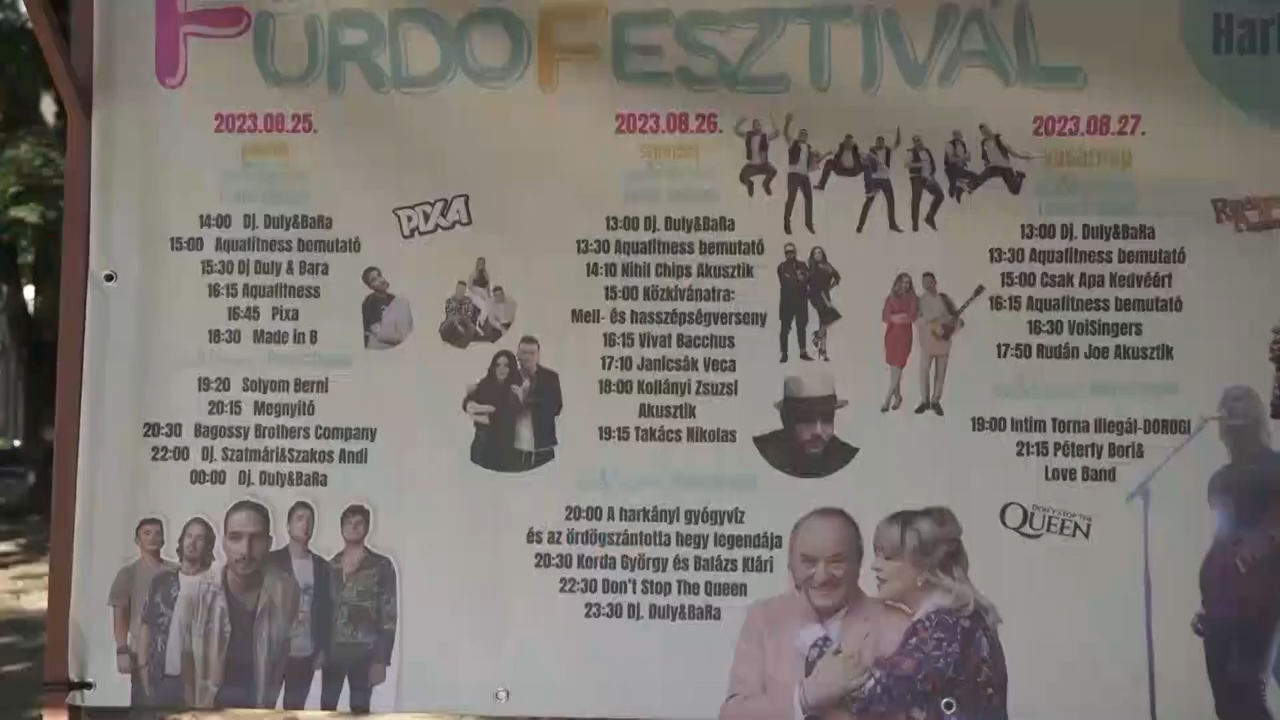 FÜRDŐFESZTIVÁL
Hark
2023.08.25.
péntek
14:00 Dj. Duly&BaRa
15:00 Aquafitness bemutató
15:30 Dj Duly & Bara
16:15 Aquafitness
16:45 Pixa
18:30 Made in B
19:20 Solyom Berni
20:15 Megnyitó
20:30 Bagossy Brothers Company
22:00 Dj. Szatmári&Szakos Andi
00:00 Dj. Duly&BaRa
PIXA
2023.08.26.
szombat
13:00 Dj. Duly&BaRa
13:30 Aquafitness bemutató
14:10 Nihil Chips Akusztik
15:00 Közkívánatra:
Mell- és hasszépségverseny
16:15 Vivat Bacchus
17:10 Janicsák Veca
18:00 Kollányi Zsuzsi
Akusztik
19:15 Takács Nikolas
20:00 A harkányi gyógyvíz
és az ördögszántotta hegy legendája
20:30 Korda György és Balázs Klári
22:30 Don't Stop The Queen
23:30 Dj. Duly&BaRa
2023.08.27.
vasárnap
13:00 Dj. Duly&BaRa
13:30 Aquafitness bemutató
15:00 Csak Apa Kedvéért
16:15 Aquafitness bemutató
16:30 VoiSingers
17:50 Rudán Joe Akusztik
19:00 Intim Torna Illegál-DOROGI
21:15 Péterfy Bori&
Love Band
DON'T STOP THE
QUEEN